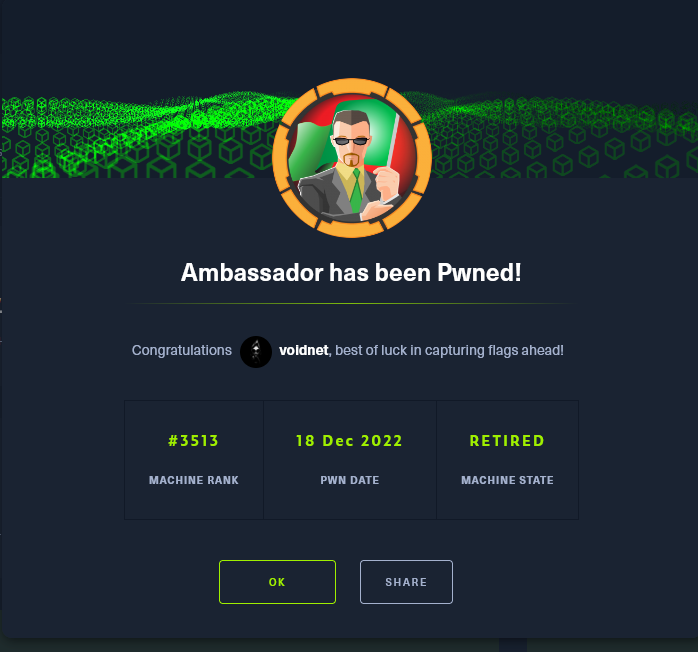 Ambassador has been Pwned!
Congratulations voidnet, best of luck in capturing flags ahead!
#3513 18 Dec 2022 RETIRED
MACHINE RANK PWN DATE MACHINE STATE
OK SHARE